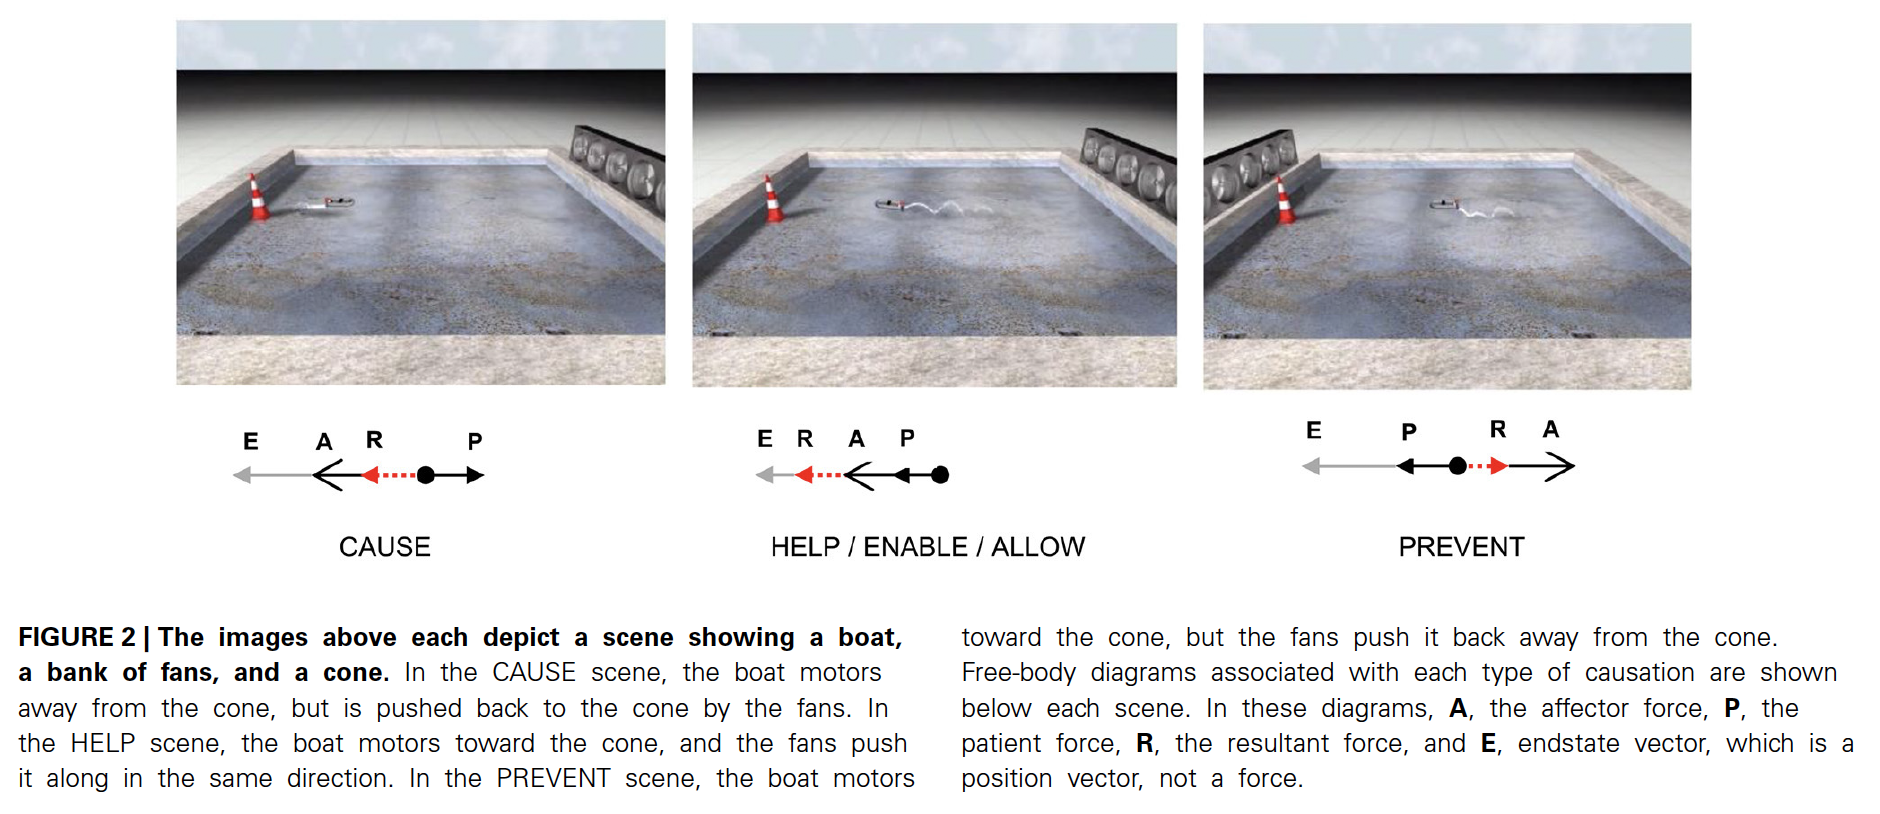 E A R P
E R A P
E P R A
CAUSE
HELP / ENABLE / ALLOW
PREVENT
FIGURE 2 | The images above each depict a scene showing a boat,
a bank of fans, and a cone. In the CAUSE scene, the boat motors
away from the cone, but is pushed back to the cone by the fans. In
the HELP scene, the boat motors toward the cone, and the fans push
it along in the same direction. In the PREVENT scene, the boat motors
toward the cone, but the fans push it back away from the cone.
Free-body diagrams associated with each type of causation are shown
below each scene. In these diagrams, A, the affector force, P, the
patient force, R, the resultant force, and E, endstate vector, which is a
position vector, not a force.